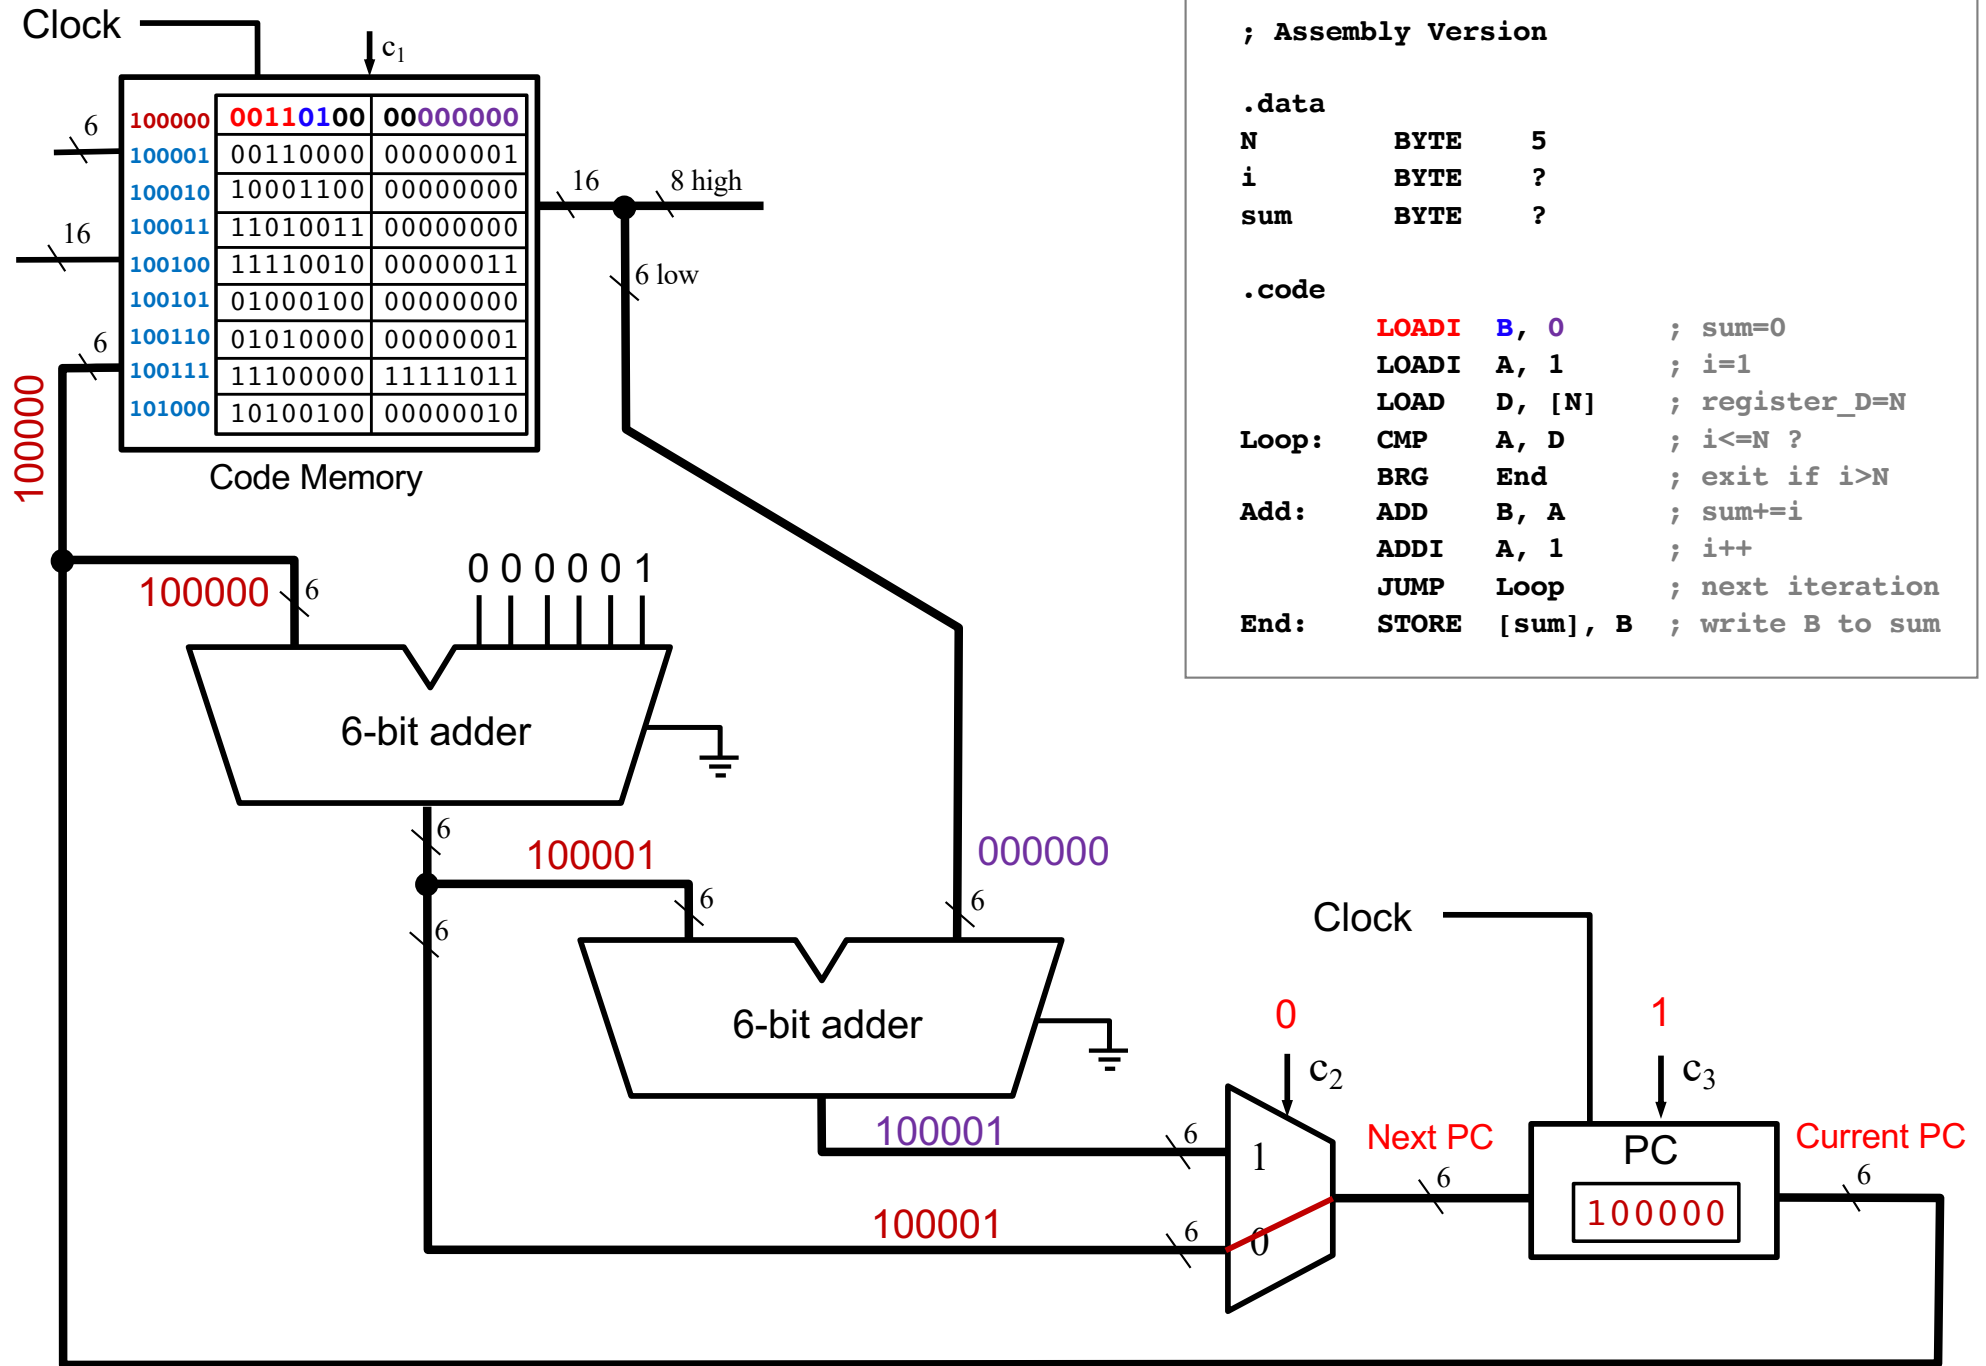 Clock
c1
6
16
6
100000 00110100 00000000
100001 00110000 00000001
100010 10001100 00000000
100011 11010011 00000000
100100 11110010 00000011
100101 01000100 00000000
100110 01010000 00000001
100111 11100000 11111011
101000 10100100 00000010
Code Memory
16
8 high
6 low
; Assembly Version
.data
N BYTE 5
i BYTE ?
sum BYTE ?
.code
LOADI B, 0 ; sum=0
LOADI A, 1 ; i=1
LOAD D, [N] ; register_D=N
Loop: CMP A, D ; i<=N ?
BRG End ; exit if i>N
Add: ADD B, A ; sum+=i
ADDI A, 1 ; i++
JUMP Loop ; next iteration
End: STORE [sum], B ; write B to sum
100000
100000
6
0 0 0 0 0 1
6-bit adder
6
100001
6
6
000000
6
6-bit adder
100001
6
100001
6
0
c2
1
0
Next PC
6
Clock
1
c3
PC
100000
Current PC
6